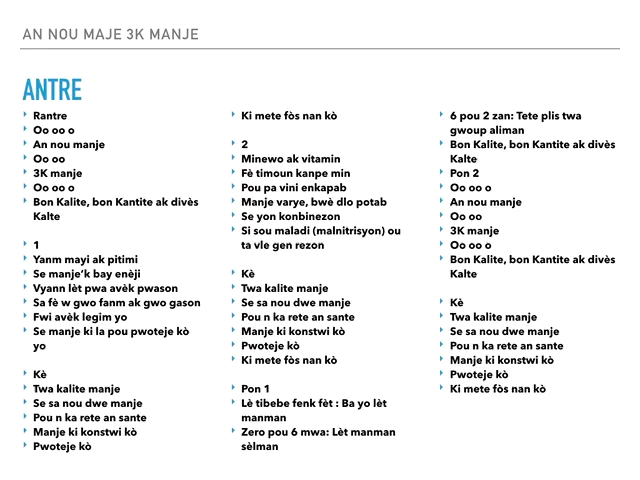 AN NOU MAJE 3K MANJE
ANTRE
Rantre
Oo oo o
An nou manje
Oo oo
3K manje
Oo oo o
Bon Kalite, bon Kantite ak divès
Kalte
1
Yanm mayi ak pitimi
Se manje’k bay enèji
Vyann lèt pwa avèk pwason
Sa fè w gwo fanm ak gwo gason
Fwi avèk legim yo
Se manje ki la pou pwoteje kò
yo
Kè
Twa kalite manje
Se sa nou dwe manje
Pou n ka rete an sante
Manje ki konstwi kò
Pwoteje kò
Ki mete fòs nan kò
2
Minewo ak vitamin
Fè timoun kanpe min
Pou pa vini enkapab
Manje varye, bwè dlo potab
Se yon konbinezon
Si sou maladi (malnitrisyon) ou
ta vle gen rezon
Kè
Twa kalite manje
Se sa nou dwe manje
Pou n ka rete an sante
Manje ki konstwi kò
Pwoteje kò
Ki mete fòs nan kò
Pon 1
Lè tibebe fenk fèt : Ba yo lèt
manman
Zero pou 6 mwa: Lèt manman
sèlman
6 pou 2 zan: Tete plis twa
gwoup aliman
Bon Kalite, bon Kantite ak divès
Kalte
Pon 2
Oo oo o
An nou manje
Oo oo
3K manje
Oo oo o
Bon Kalite, bon Kantite ak divès
Kalte
Kè
Twa kalite manje
Se sa nou dwe manje
Pou n ka rete an sante
Manje ki konstwi kò
Pwoteje kò
Ki mete fòs nan kò